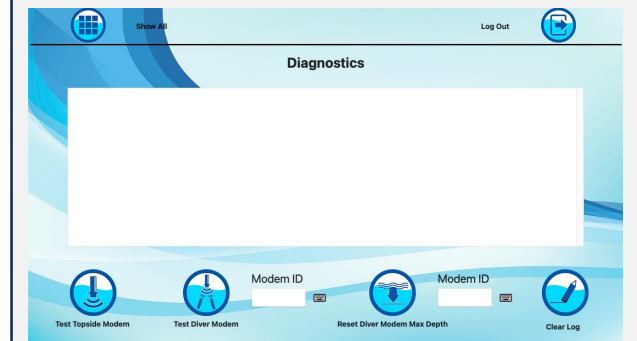 Show All
Log Out
Diagnostics
Modem ID
Modem ID
Test Topside Modem
Test Diver Modem
Reset Diver Modem Max Depth
Clear Log